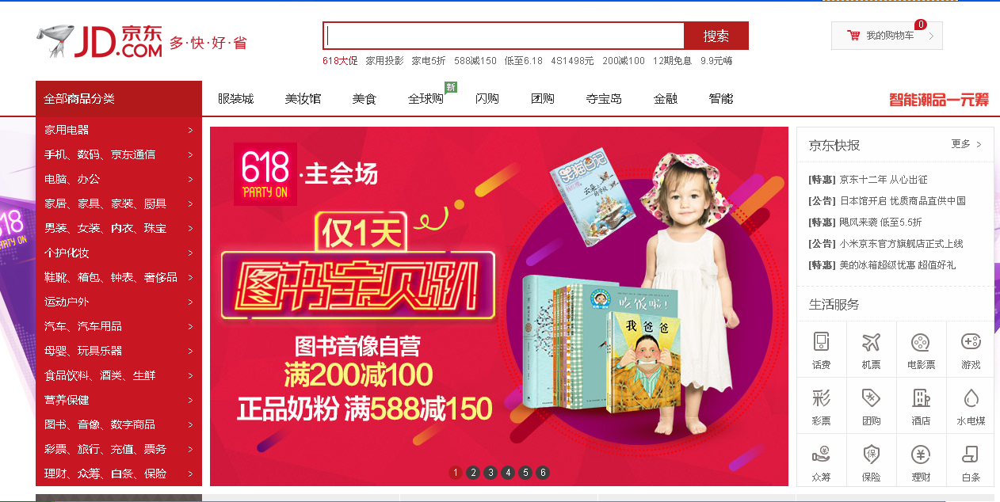 JD.COM 京东 多·快·好·省
搜索
我的购物车 0
618大促 家用投影 家电5折 588减150 低至6.18 4S1498元 200减100 12期免息 9.9元嗨
全部商品分类
服装城 美妆馆 美食 全球购 新 闪购 团购 夺宝岛 金融 智能
智能潮品一元筹
家用电器 >
手机、数码、京东通信 >
电脑、办公 >
家居、家具、家装、厨具 >
男装、女装、内衣、珠宝 >
个护化妆 >
鞋靴、箱包、钟表、奢侈品 >
运动户外 >
汽车、汽车用品 >
母婴、玩具乐器 >
食品饮料、酒类、生鲜 >
营养保健 >
图书、音像、数字商品 >
彩票、旅行、充值、票务 >
理财、众筹、白条、保险 >
618
PARTY ON
618 ·主会场
PARTY ON
仅1天
图书宝贝趴
图书音像自营
满200减100
正品奶粉 满588减150
笑猫日记
云朵上的学校
吃饭啦!
我爸爸
1 2 3 4 5 6
京东快报 更多 >
[特惠] 京东十二年 从心出征
[公告] 日本馆开启 优质商品直供中国
[特惠] 飓风来袭 低至5.5折
[公告] 小米京东官方旗舰店正式上线
[特惠] 美的冰箱超级优惠 超值好礼
生活服务
话费 机票 电影票 游戏
彩票 团购 酒店 水电煤
保
众筹 保险 理财 白条